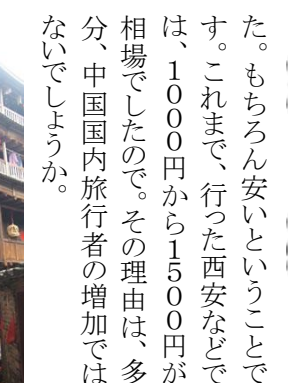 た。もちろん安いということで
す。これまで、行った西安などで
は、1000円から1500円が
相場でしたので。その理由は、多
分、中国国内旅行者の増加では
ないでしょうか。